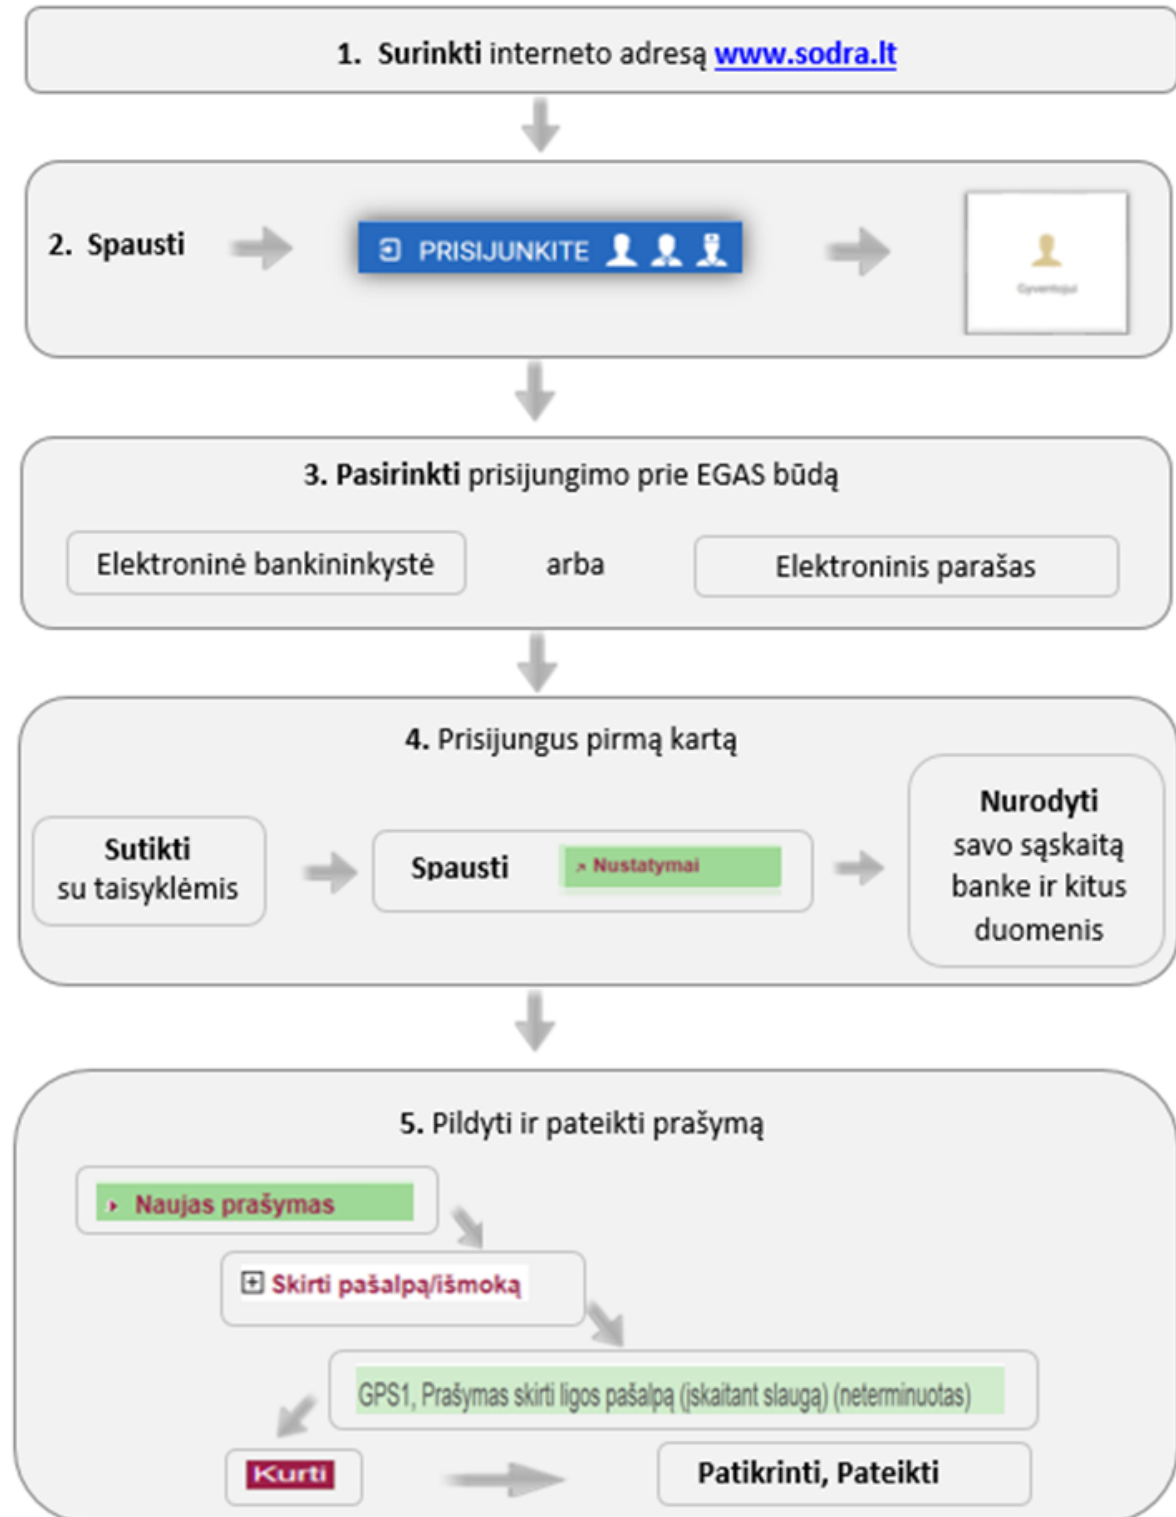 1. Surinkti interneto adresą www.sodra.lt
2. Spausti
PRISIJUNKITE
Gyventojui
3. Pasirinkti prisijungimo prie EGAS būdą
Elektroninė bankininkystė
arba
Elektroninis parašas
4. Prisijungus pirmą kartą
Sutikti
su taisyklėmis
Spausti
Nustatymai
Nurodyti
savo sąskaitą
banke ir kitus
duomenis
5. Pildyti ir pateikti prašymą
Naujas prašymas
Skirti pašalpą/išmoką
GPS1, Prašymas skirti ligos pašalpą (įskaitant slaugą) (neterminuotas)
Kurti
Patikrinti, Pateikti